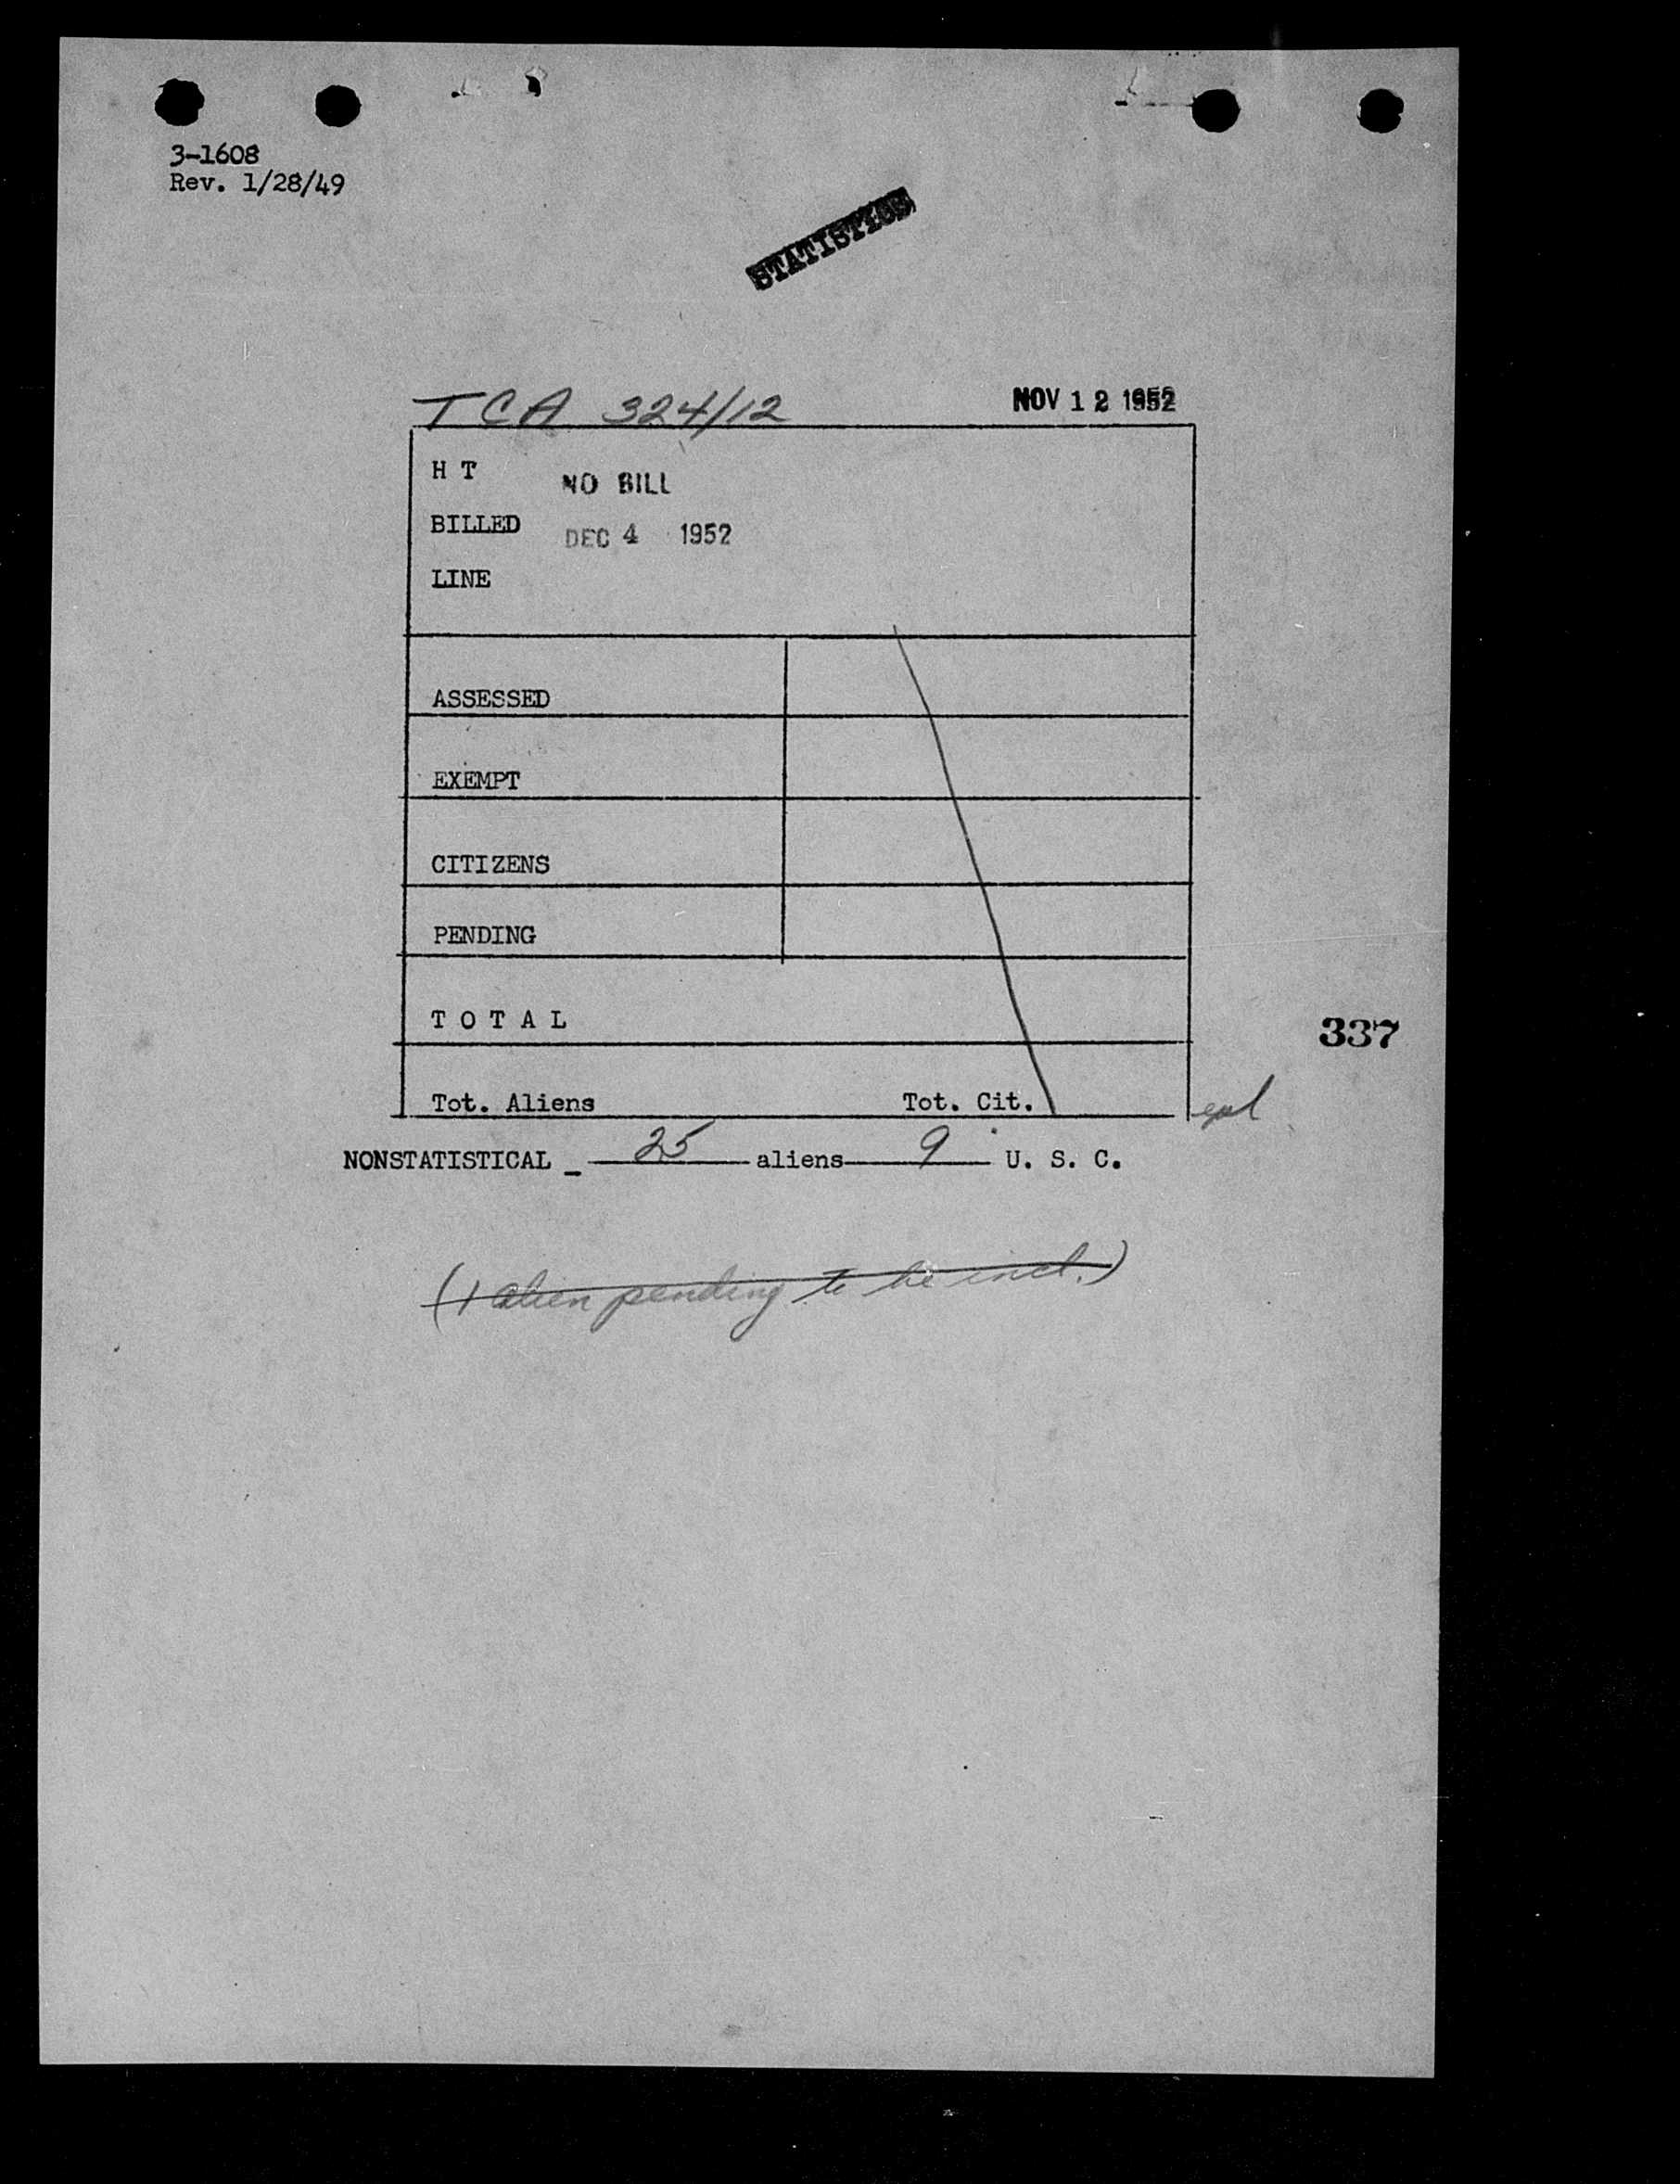 3-1608
Rev. 1/28/49
STATISTICS
TCA 324/12 NOV 12 1952
H T NO BILL
BILLED DEC 4 1952
LINE
ASSESSED
EXEMPT
CITIZENS
PENDING
T O T A L
337
Tot. Aliens Tot. Cit.
NONSTATISTICAL _ 25 aliens 9 U. S. C.
(1 alien pending to be incl.)